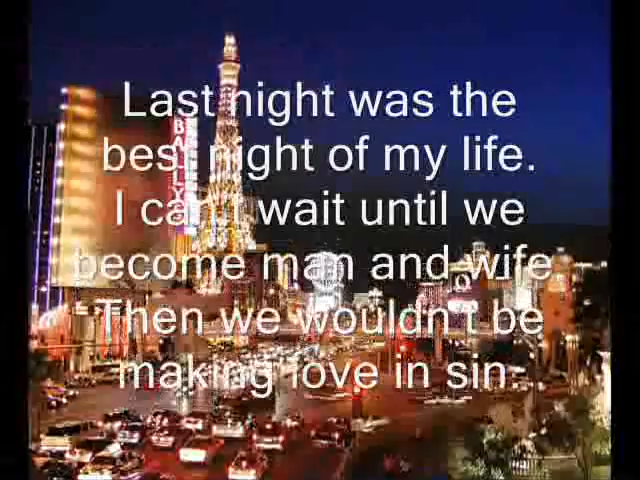 Last night was the
best night of my life.
I can't wait until we
become man and wife
Then we wouldn't be
making love in sin.
BALLY